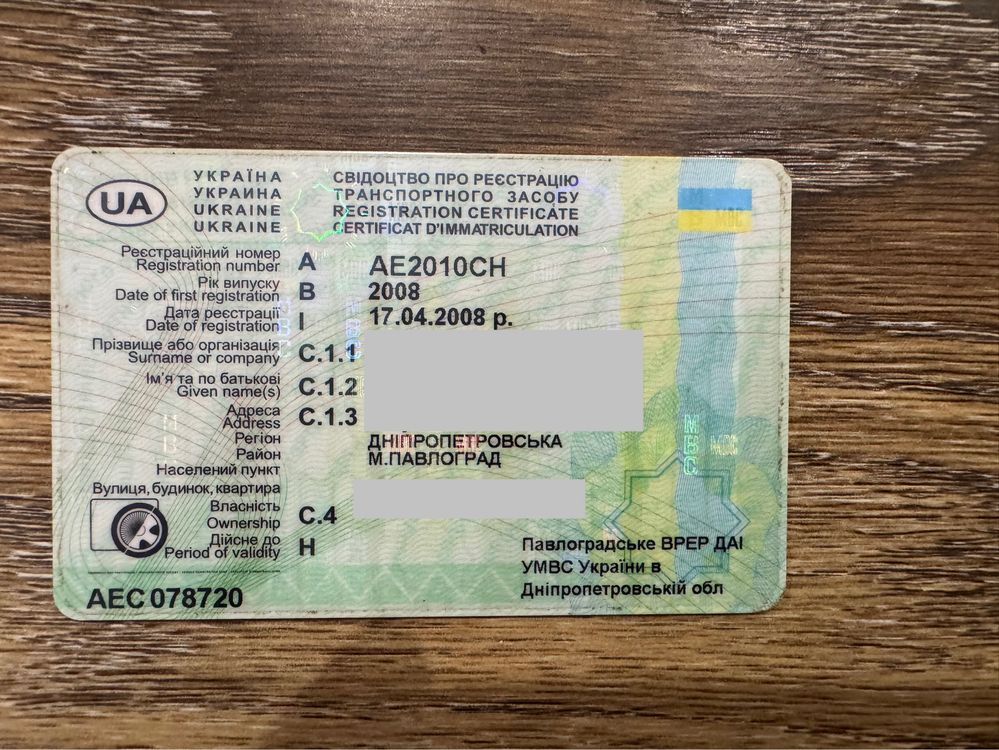 UA
УКРАЇНА
УКРАИНА
UKRAINE
UKRAINE
СВІДОЦТВО ПРО РЕЄСТРАЦІЮ
ТРАНСПОРТНОГО ЗАСОБУ
REGISTRATION CERTIFICATE
CERTIFICAT D'IMMATRICULATION
МВС
Реєстраційний номер
Registration number A AE2010CH
Рік випуску
Date of first registration B 2008
Дата реєстрації
Date of registration I 17.04.2008 р.
Прізвище або організація
Surname or company C.1.1
Ім'я та по батькові
Given name(s) C.1.2
Адреса
Address C.1.3
Регіон ДНІПРОПЕТРОВСЬКА
Район М.ПАВЛОГРАД
Населений пункт
Вулиця, будинок, квартира
Власність
Ownership C.4
Дійсне до
Period of validity H
Павлоградське ВРЕР ДАІ
УМВС України в
Дніпропетровській обл
AEC 078720